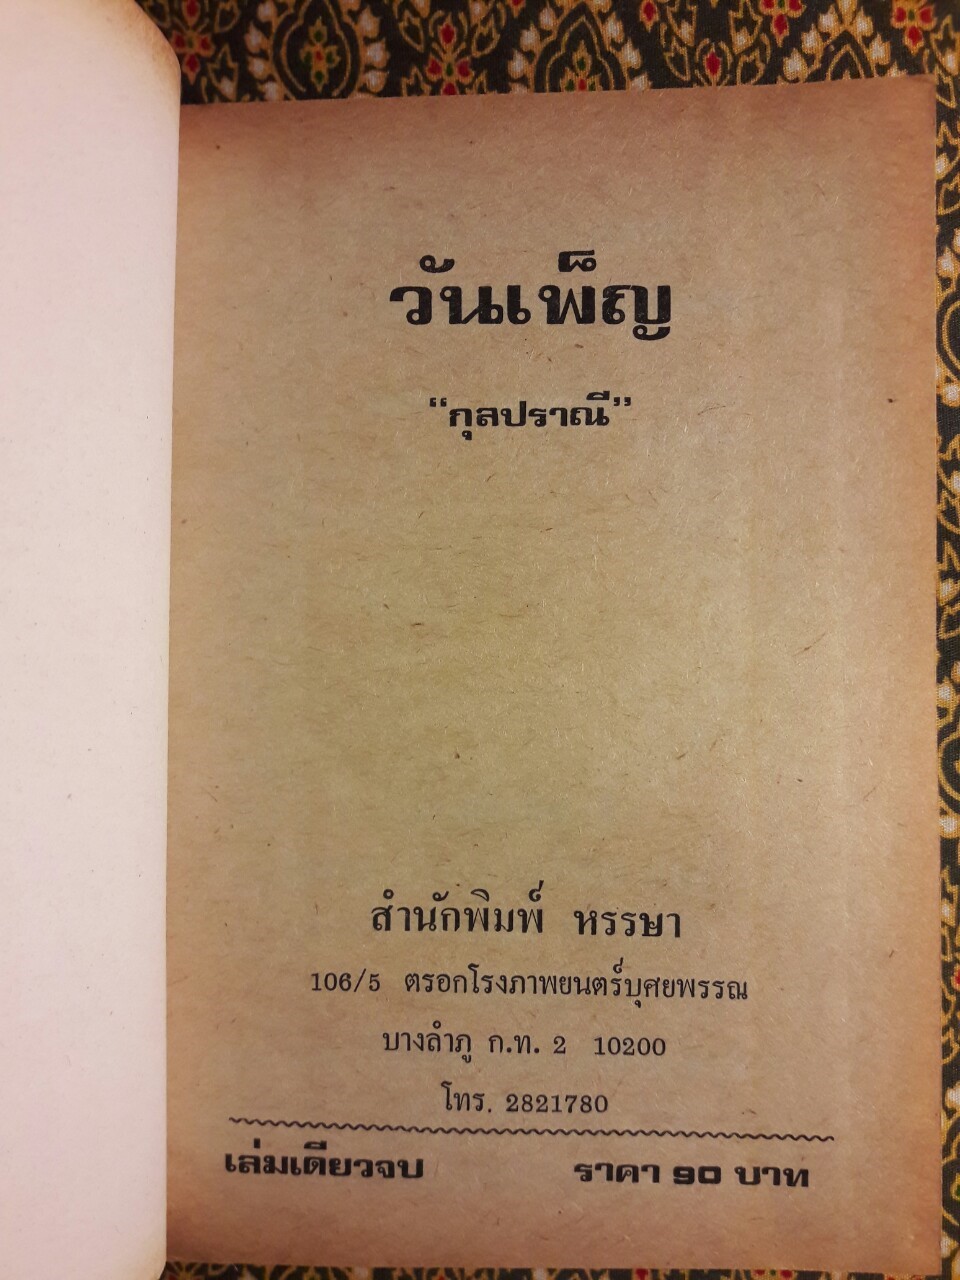 วันเพ็ญ
“กุลปราณี”
สำนักพิมพ์ หรรษา
106/5 ตรอกโรงภาพยนตร์บุศยพรรณ
บางลำภู ก.ท. 2 10200
โทร. 2821780
เล่มเดียวจบ ราคา ๑๐ บาท